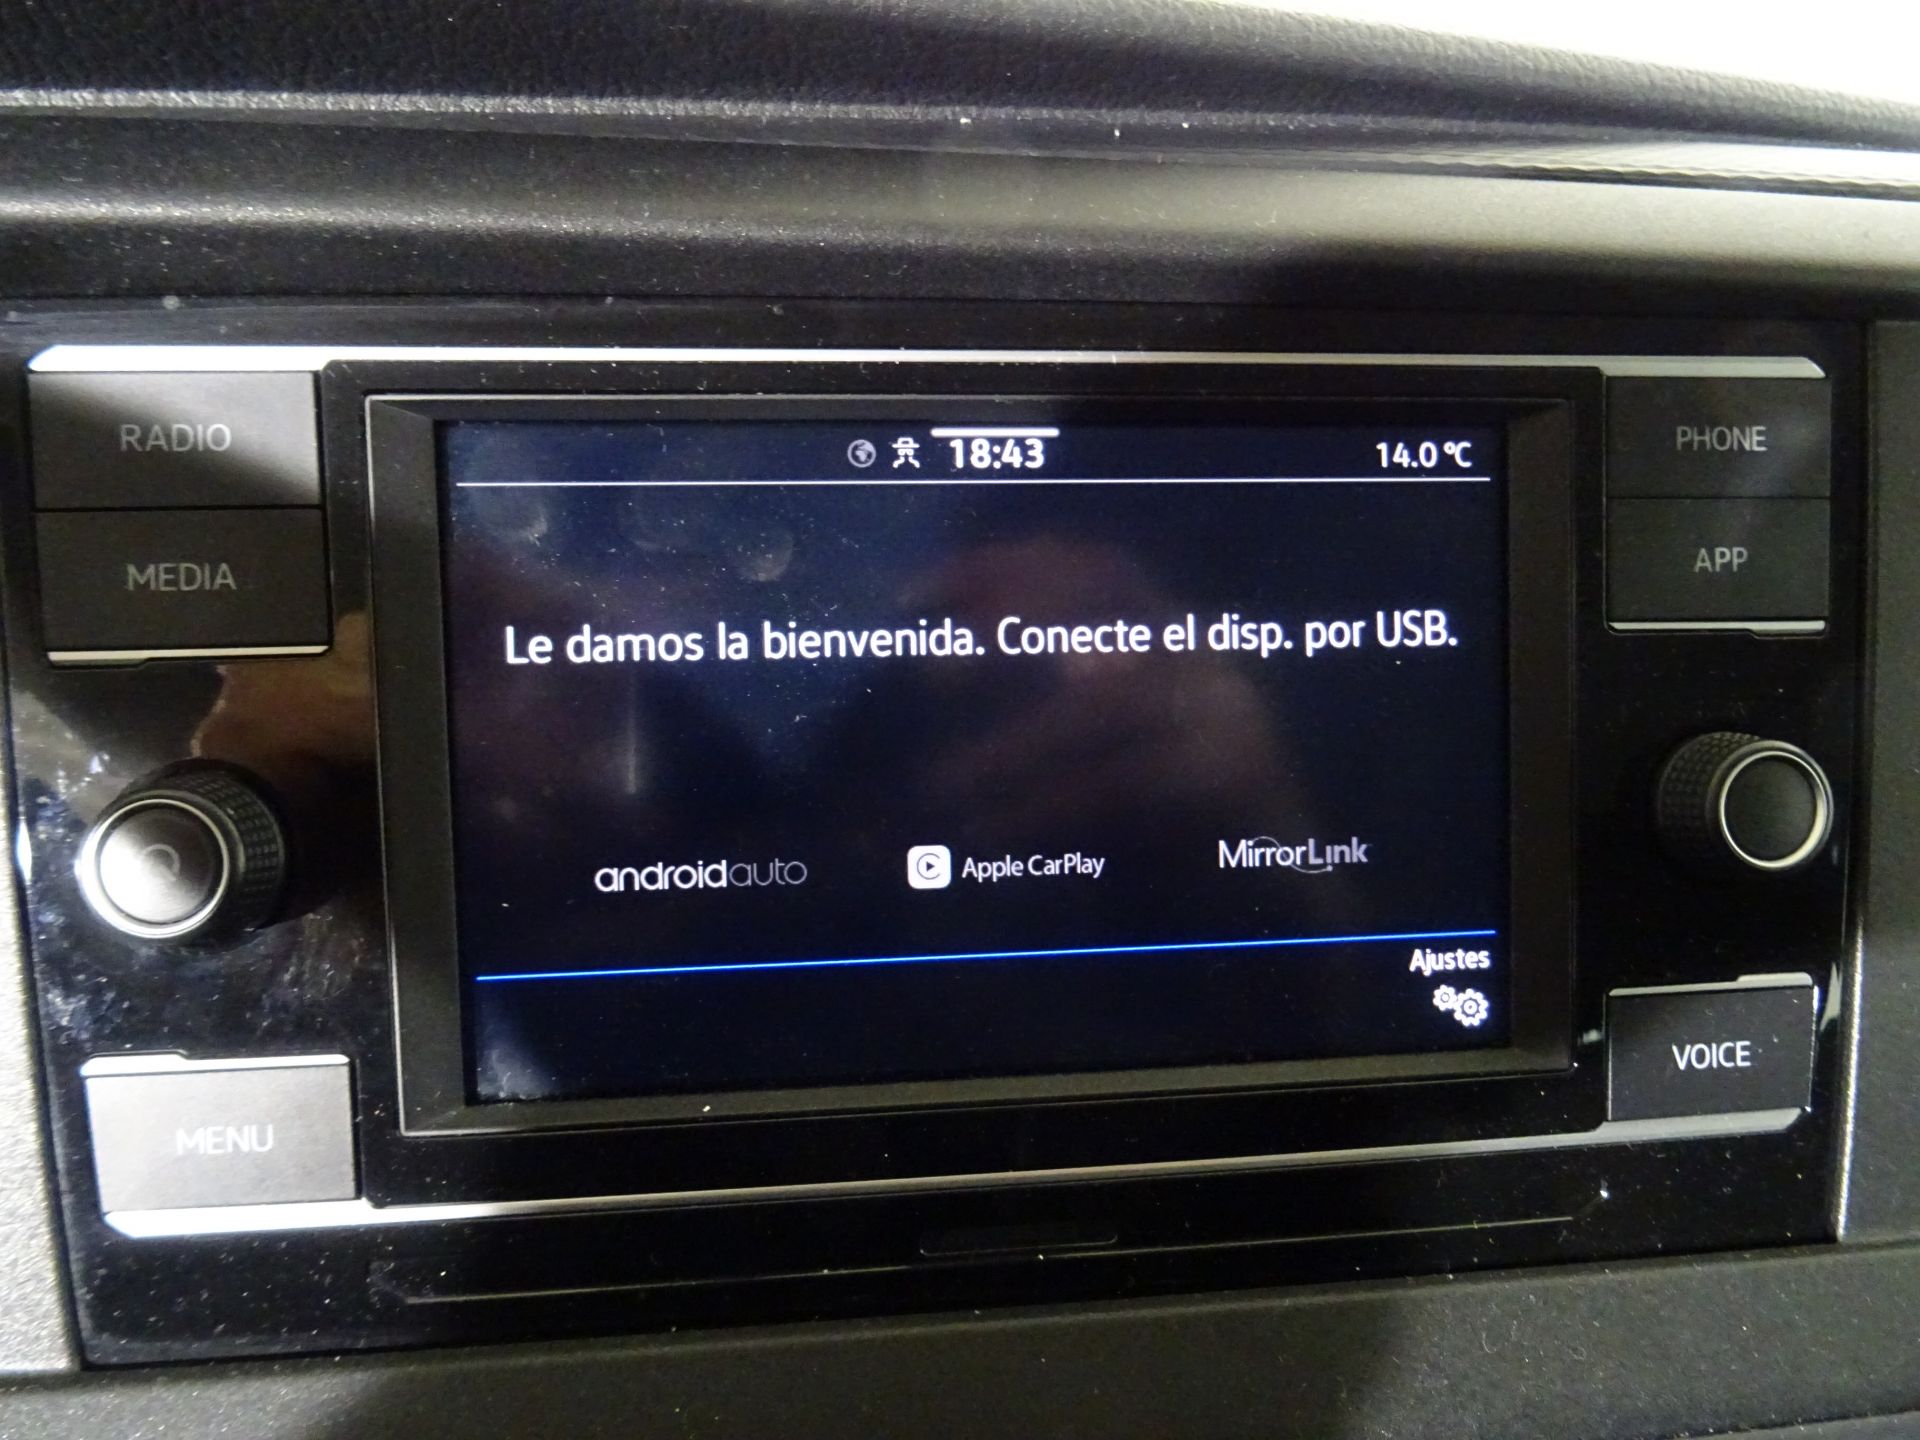 RADIO
MEDIA
MENU
18:43
14.0 °C
Le damos la bienvenida. Conecte el disp. por USB.
androidauto
Apple CarPlay
MirrorLink
Ajustes
PHONE
APP
VOICE